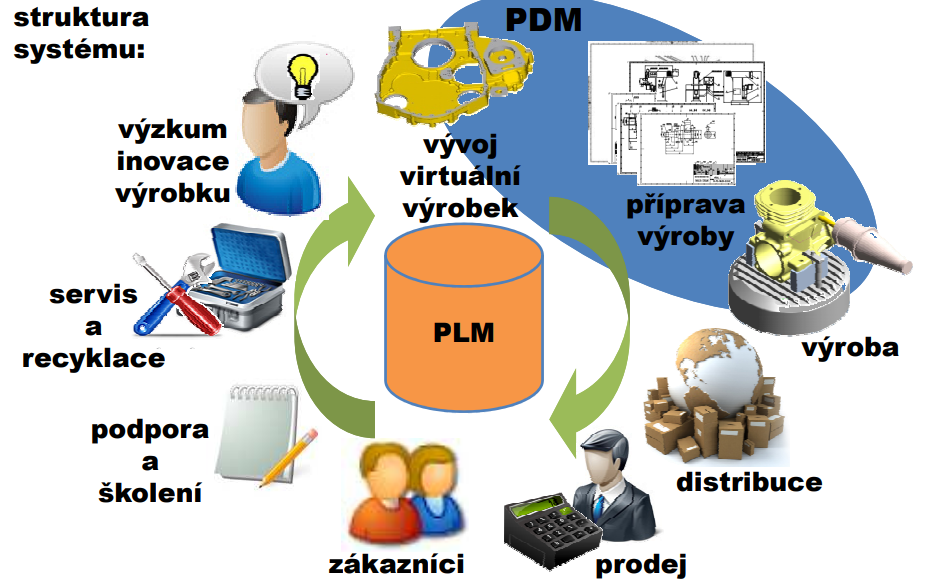 struktura
systému:
PDM
výzkum
inovace
výrobku
vývoj
virtuální
výrobek
příprava
výroby
výroba
PLM
servis
a
recyklace
podpora
a
školení
distribuce
zákazníci
prodej